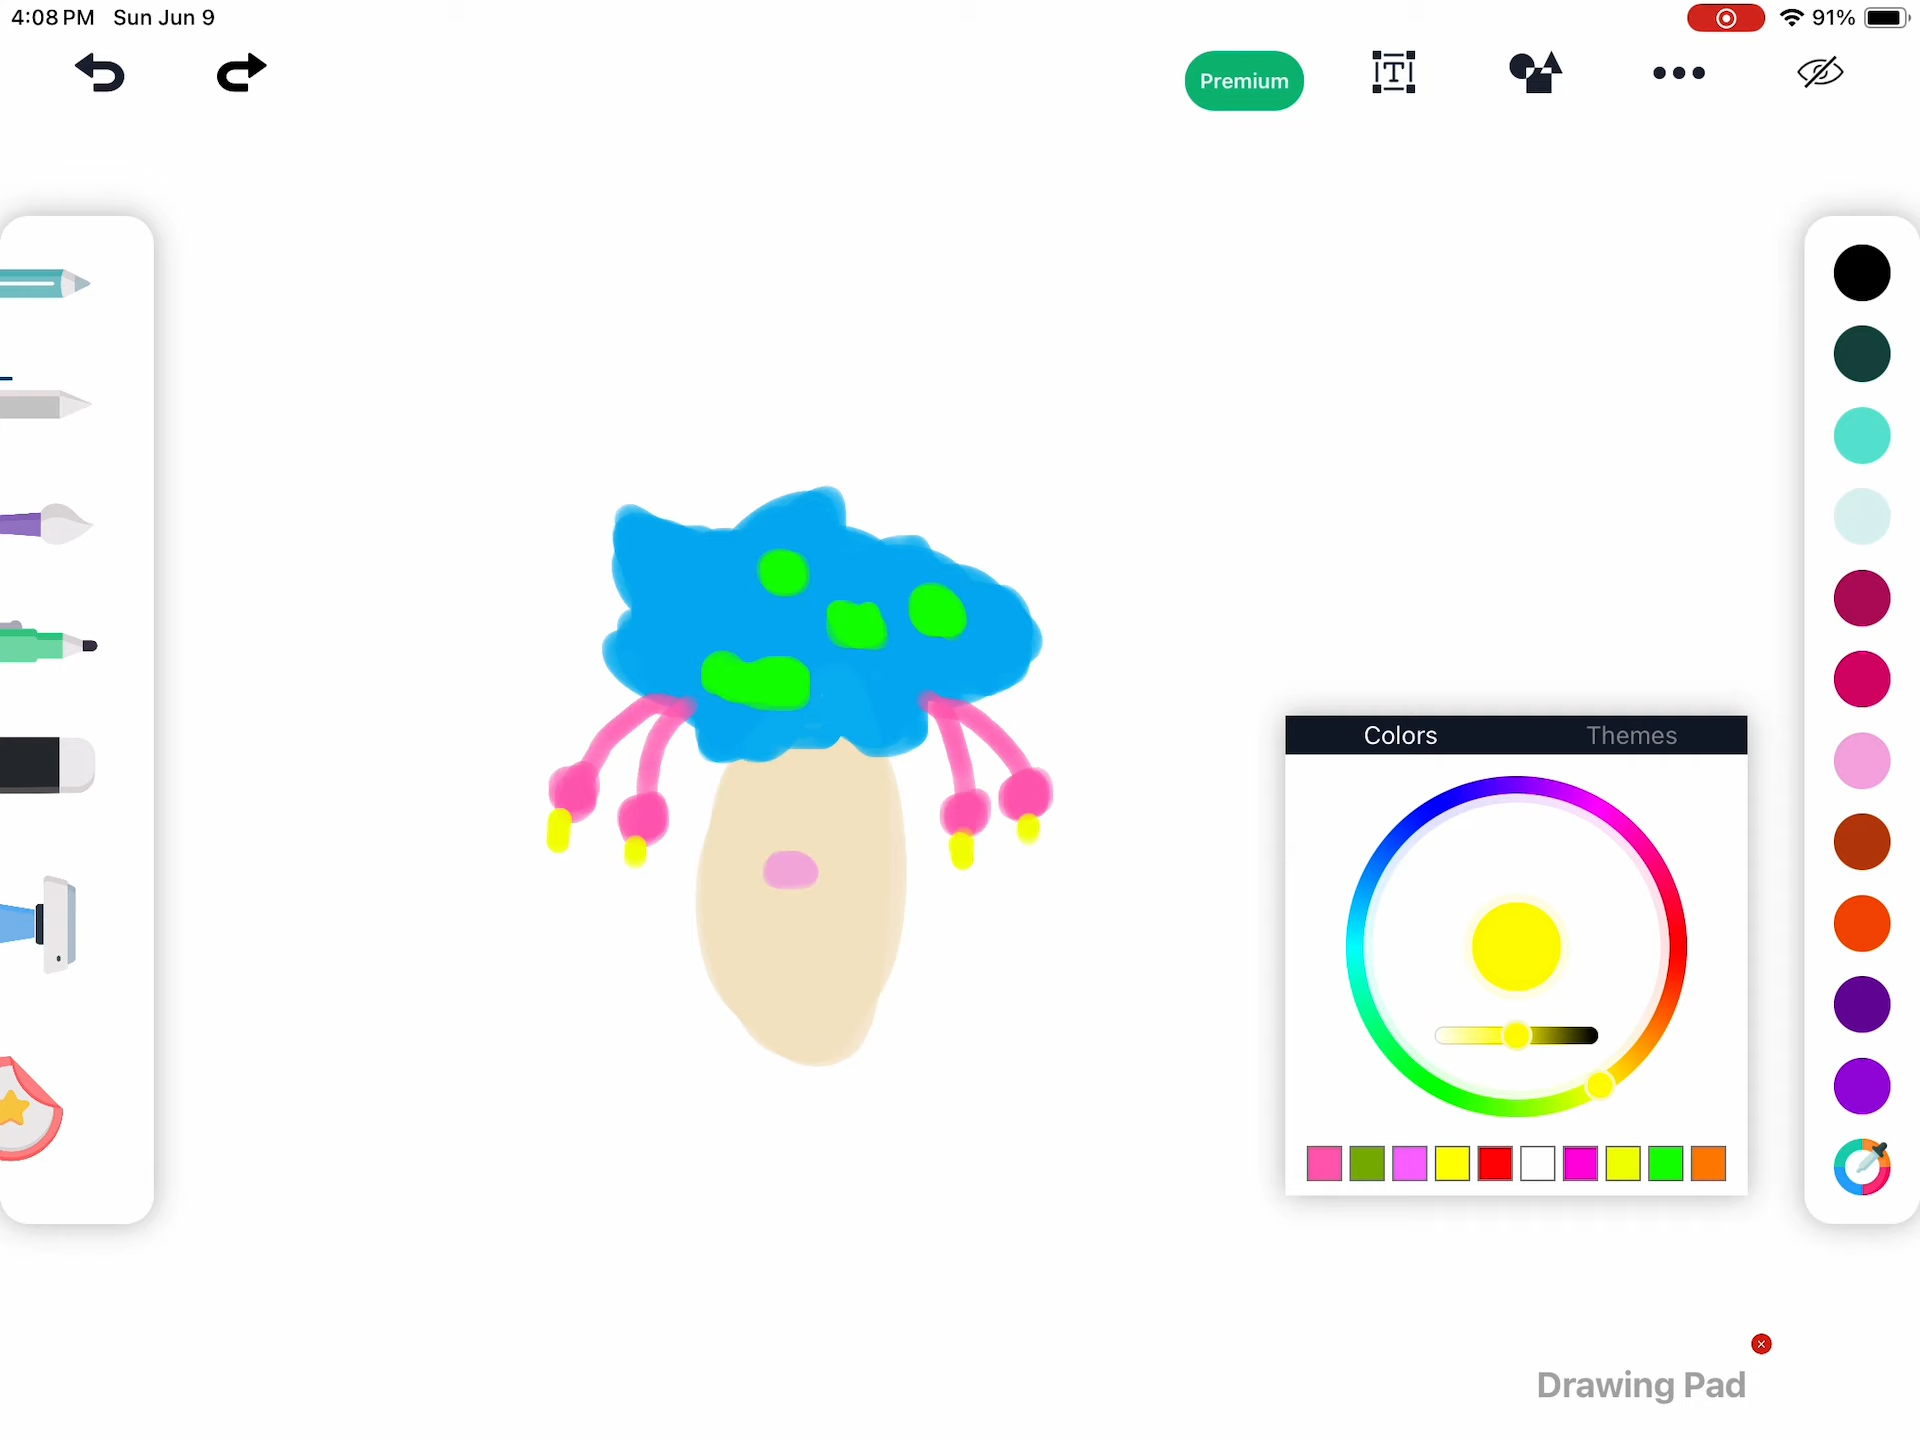 4:08 PM Sun Jun 9
91%
Premium
T
Colors Themes
Drawing Pad